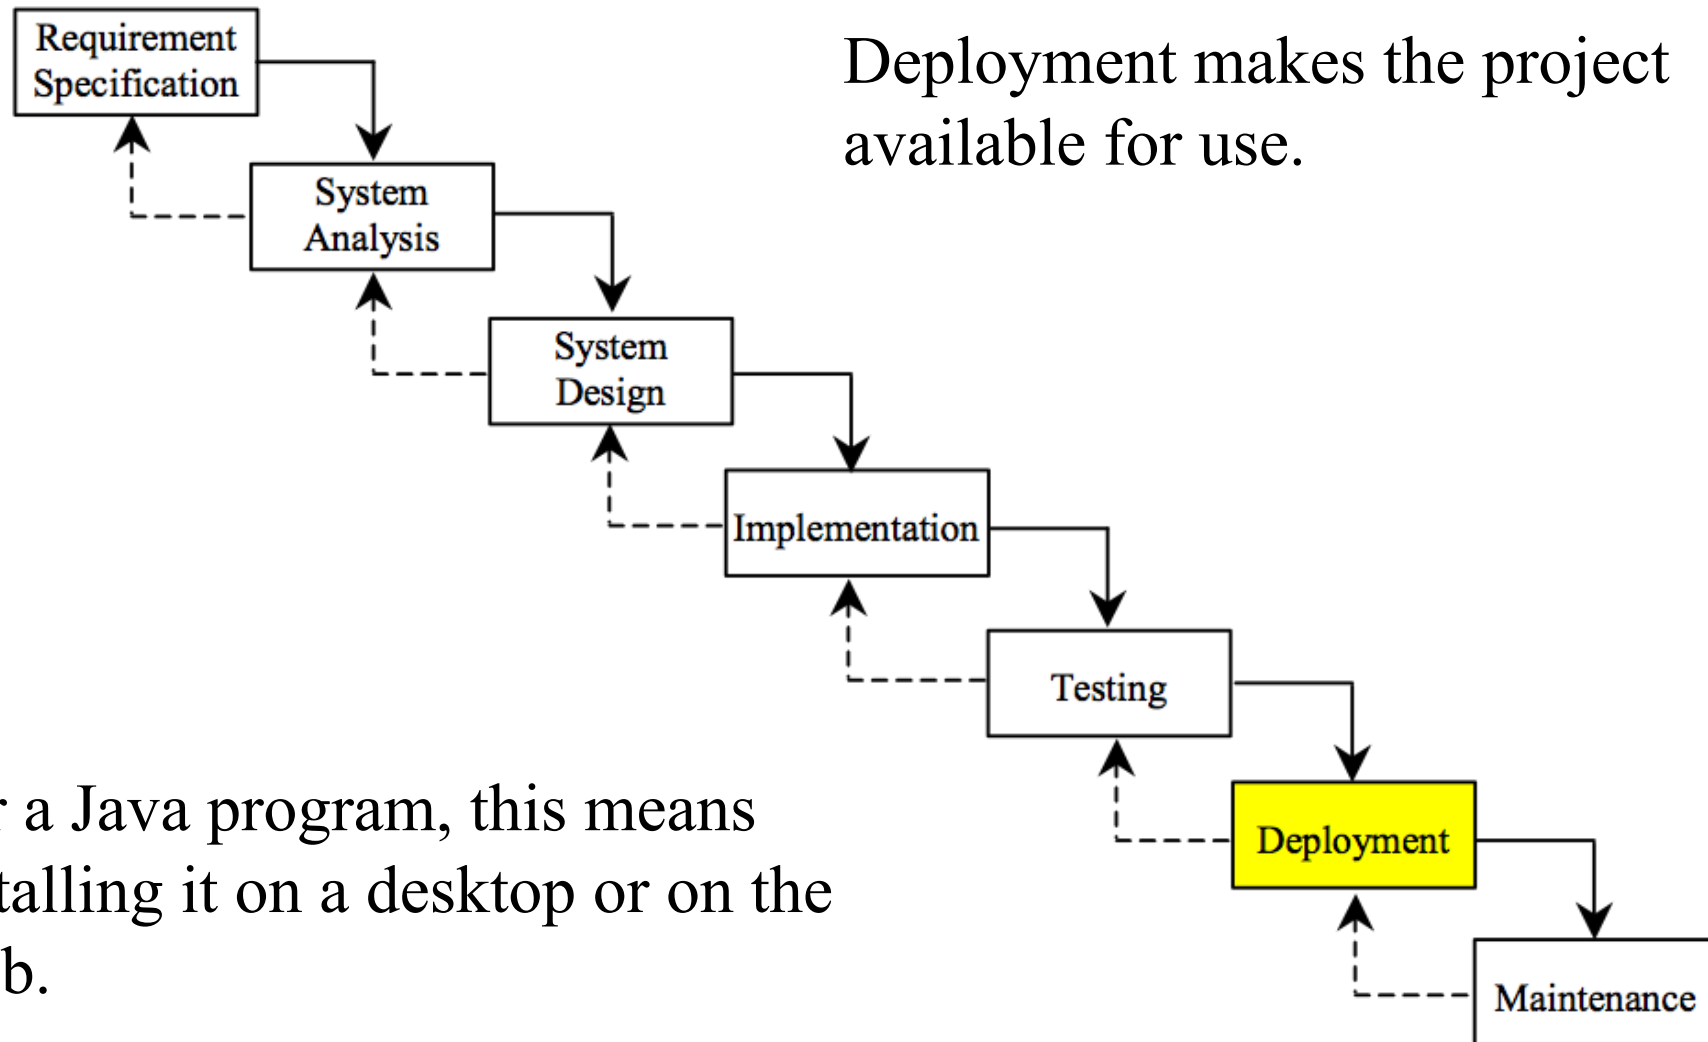 Requirement
Specification
Deployment makes the project
available for use.
System
Analysis
System
Design
Implementation
Testing
a Java program, this means
it on a desktop or on the
Deployment
Maintenance